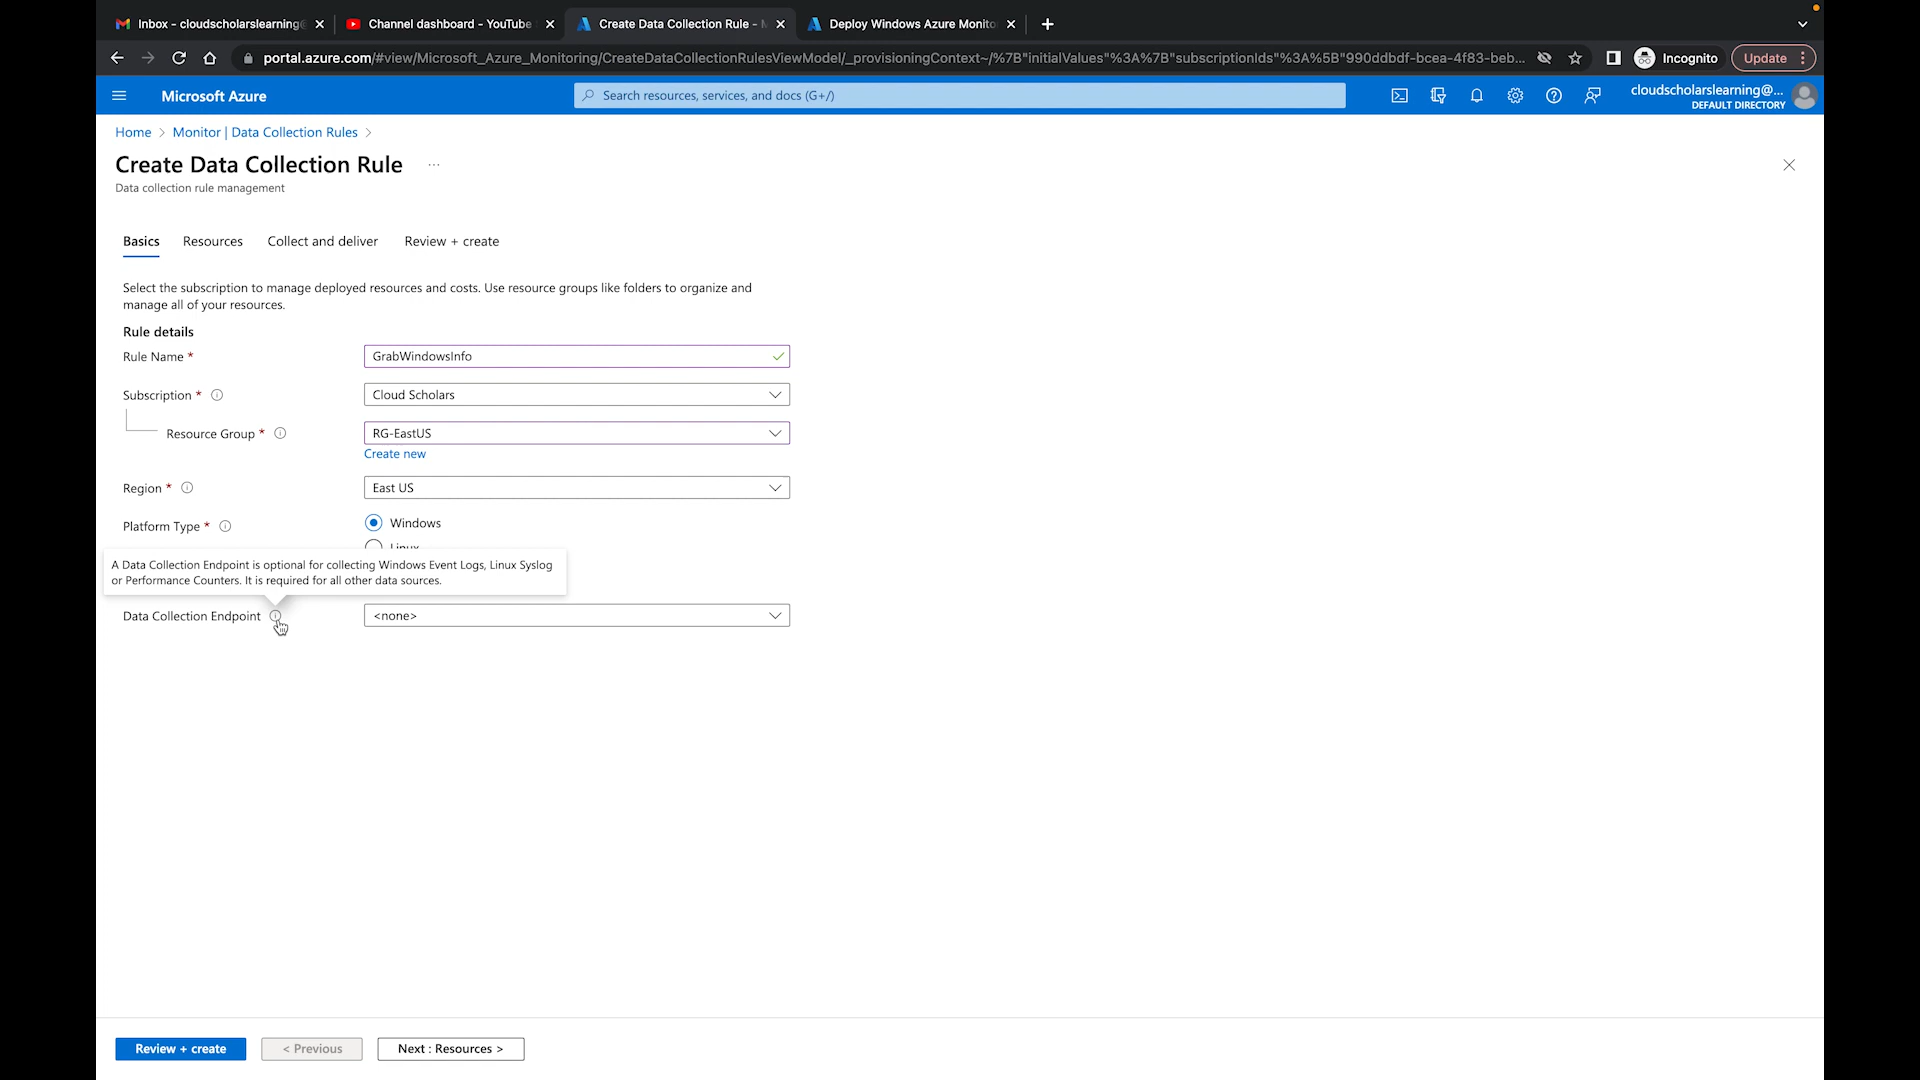 Inbox - cloudscholarslearning@
Channel dashboard - YouTube
Create Data Collection Rule - M
Deploy Windows Azure Monito
portal.azure.com/#view/Microsoft_Azure_Monitoring/CreateDataCollectionRulesViewModel/_provisioningContext~/%7B"initialValues"%3A%7B"subscriptionIds"%3A%5B"990ddbdf-bcea-4f83-beb...
Incognito
Update
Microsoft Azure
Search resources, services, and docs (G+/)
cloudscholarslearning@...
DEFAULT DIRECTORY
Home > Monitor | Data Collection Rules >
Create Data Collection Rule ...
Data collection rule management
Basics Resources Collect and deliver Review + create
Select the subscription to manage deployed resources and costs. Use resource groups like folders to organize and
manage all of your resources.
Rule details
Rule Name * GrabWindowsInfo
Subscription * Cloud Scholars
Resource Group * RG-EastUS
Create new
Region * East US
Platform Type * Windows
Linux
A Data Collection Endpoint is optional for collecting Windows Event Logs, Linux Syslog
or Performance Counters. It is required for all other data sources.
Data Collection Endpoint <none>
Review + create < Previous Next : Resources >